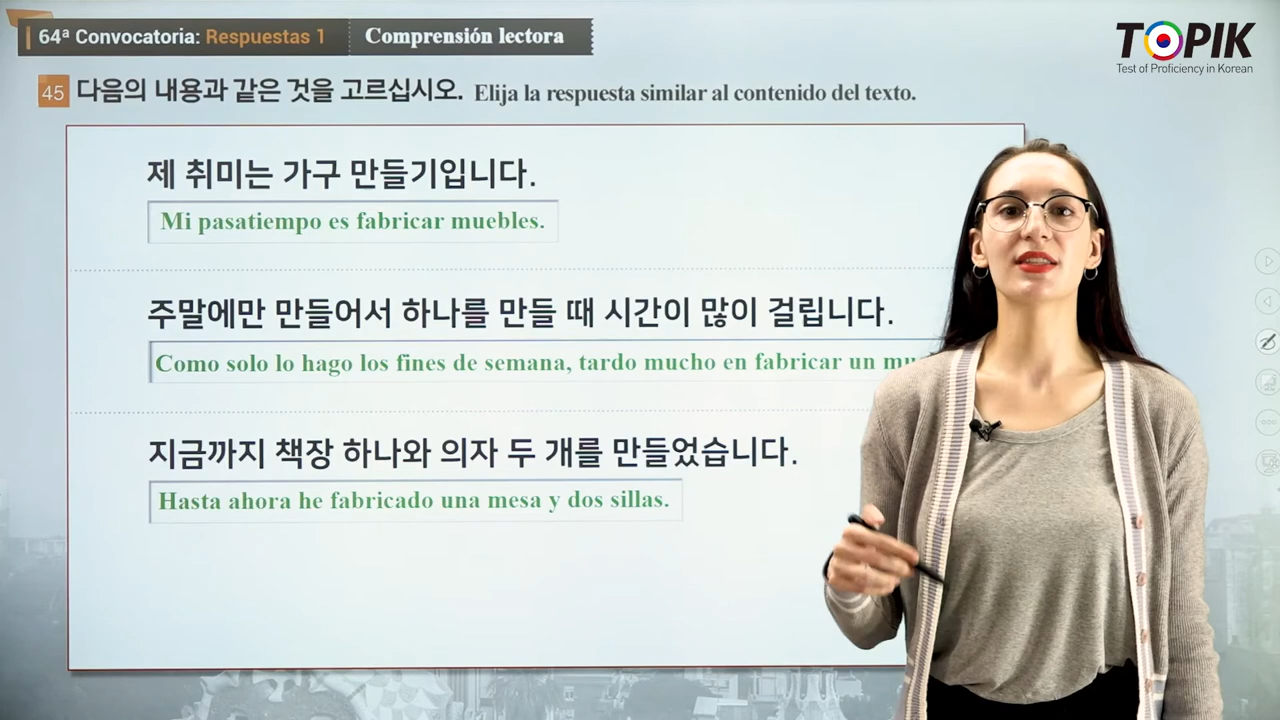 64ª Convocatoria: Respuestas 1 Comprensión lectora
TOPIK
Test of Proficiency in Korean
45 다음의 내용과 같은 것을 고르십시오. Elija la respuesta similar al contenido del texto.
제 취미는 가구 만들기입니다.
Mi pasatiempo es fabricar muebles.
주말에만 만들어서 하나를 만들 때 시간이 많이 걸립니다.
Como solo lo hago los fines de semana, tardo mucho en fabricar un
지금까지 책장 하나와 의자 두 개를 만들었습니다.
Hasta ahora he fabricado una mesa y dos sillas.